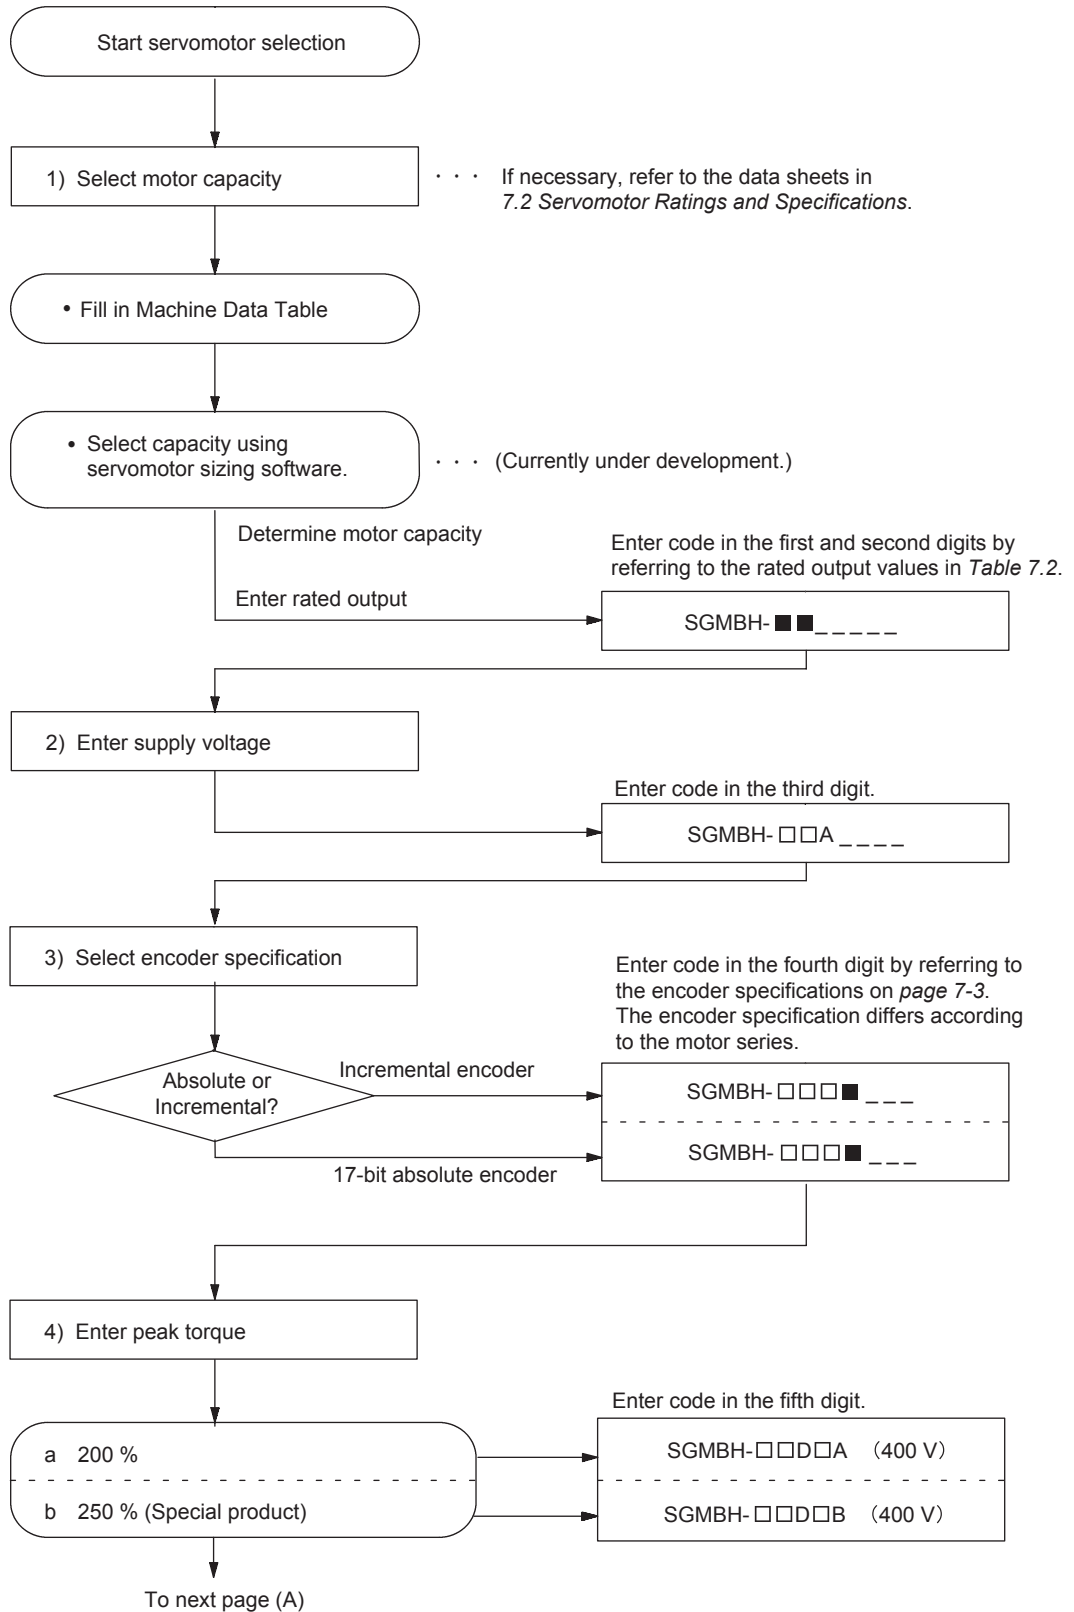 Start servomotor selection
1) Select motor capacity
· · · If necessary, refer to the data sheets in
7.2 Servomotor Ratings and Specifications.
• Fill in Machine Data Table
• Select capacity using
servomotor sizing software.
· · · (Currently under development.)
Determine motor capacity
Enter code in the first and second digits by
referring to the rated output values in Table 7.2.
Enter rated output
SGMBH- ■ ■ _ _ _ _ _
2) Enter supply voltage
Enter code in the third digit.
SGMBH- □□A _ _ _ _
3) Select encoder specification
Enter code in the fourth digit by referring to
the encoder specifications on page 7-3.
The encoder specification differs according
to the motor series.
Absolute or
Incremental?
Incremental encoder
SGMBH- □□□■ _ _ _
17-bit absolute encoder
SGMBH- □□□■ _ _ _
4) Enter peak torque
Enter code in the fifth digit.
a 200 %
SGMBH-□□D□A (400 V)
b 250 % (Special product)
SGMBH-□□D□B (400 V)
To next page (A)